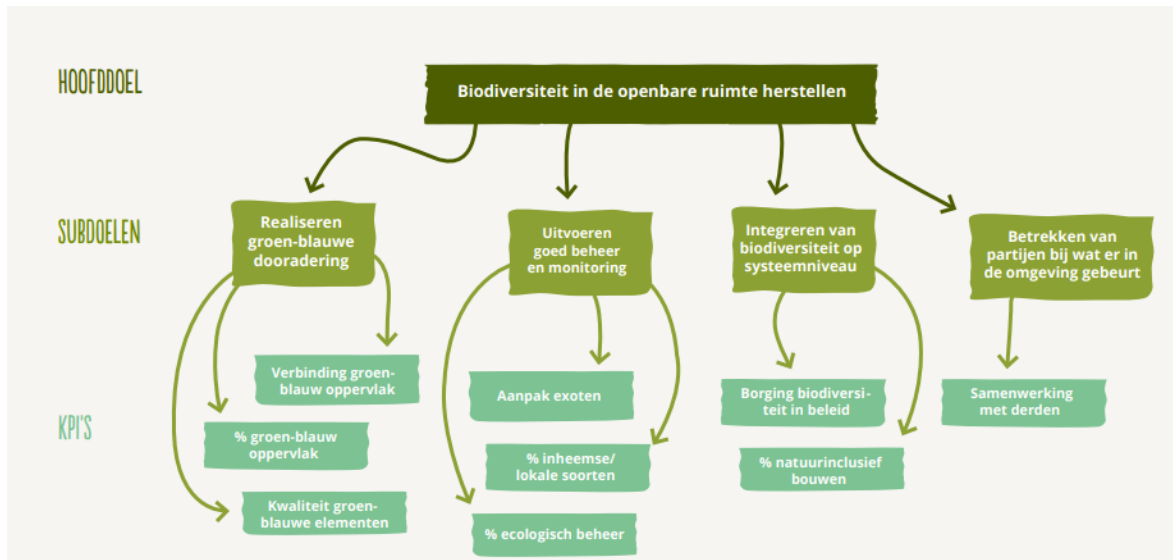 HOOFDDOEL
Biodiversiteit in de openbare ruimte herstellen
SUBDOELEN
Realiseren
groen-blauwe
dooradering
Uitvoeren
goed beheer
en monitoring
Integreren van
biodiversiteit op
systeemniveau
Betrekken van
partijen bij wat er in
de omgeving gebeurt
KPI'S
Verbinding groen-
blauw oppervlak
% groen-blauw
oppervlak
Kwaliteit groen-
blauwe elementen
Aanpak exoten
% inheemse/
lokale soorten
% ecologisch beheer
Borging biodiversi-
teit in beleid
% natuurinclusief
bouwen
Samenwerking
met derden